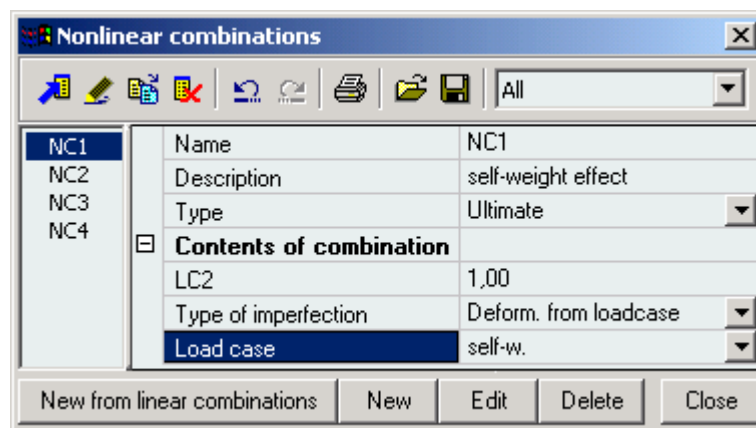 Nonlinear combinations
All
NC1
NC2
NC3
NC4
Name NC1
Description self-weight effect
Type Ultimate
Contents of combination
LC2 1,00
Type of imperfection Deform. from loadcase
Load case self-w.
New from linear combinations New Edit Delete Close